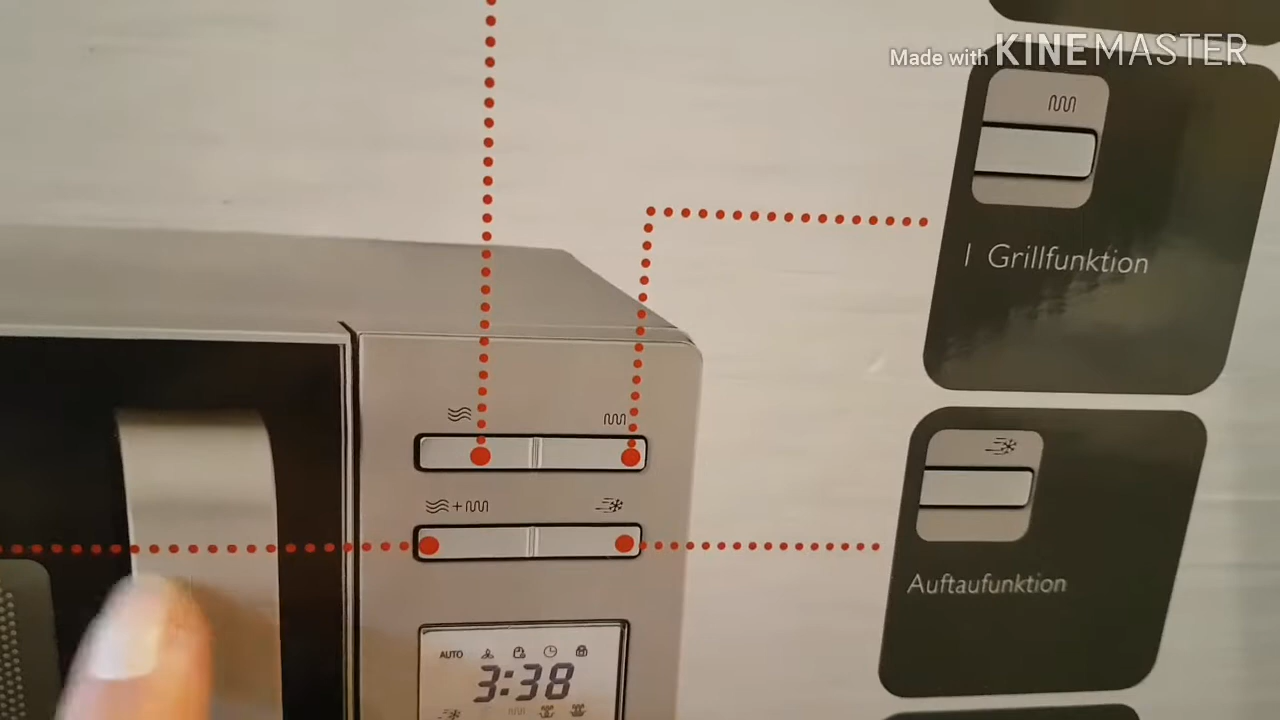 Made with KINEMASTER
| Grillfunktion
Auftaufunktion
+
AUTO
3:38